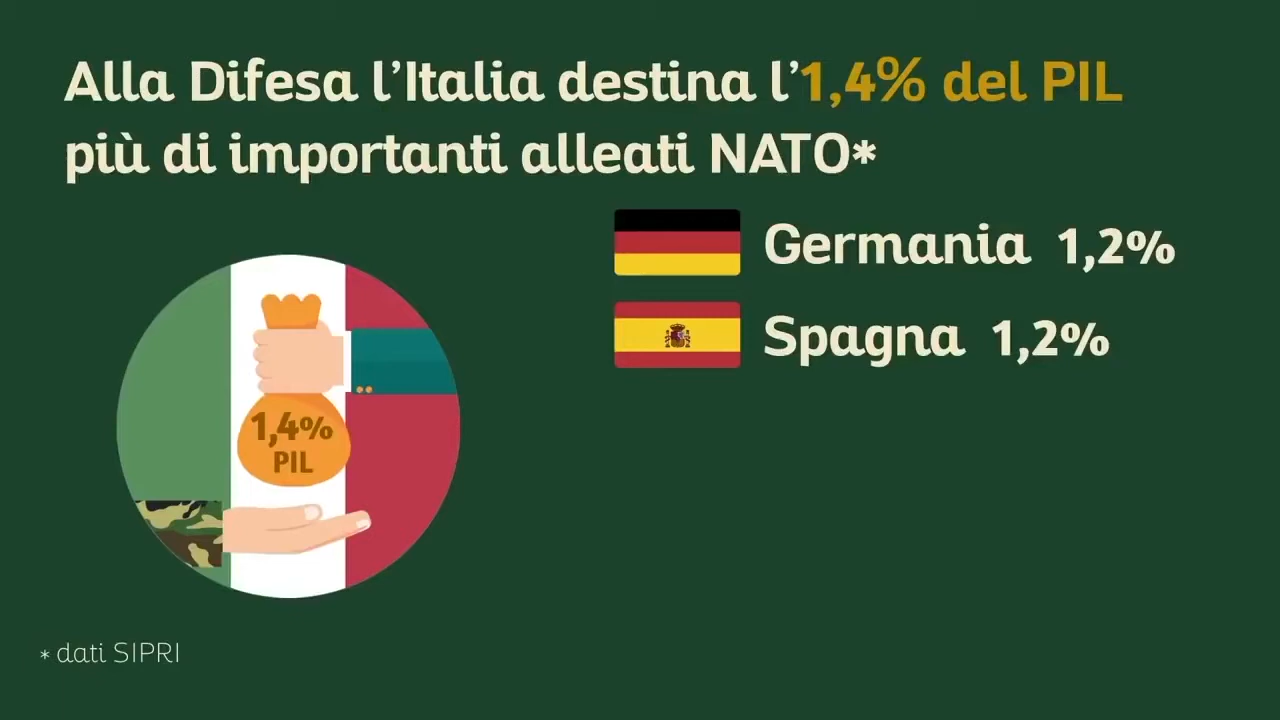 Alla Difesa l’Italia destina l’1,4% del PIL
più di importanti alleati NATO*
Germania 1,2%
Spagna 1,2%
1,4%
PIL
* dati SIPRI